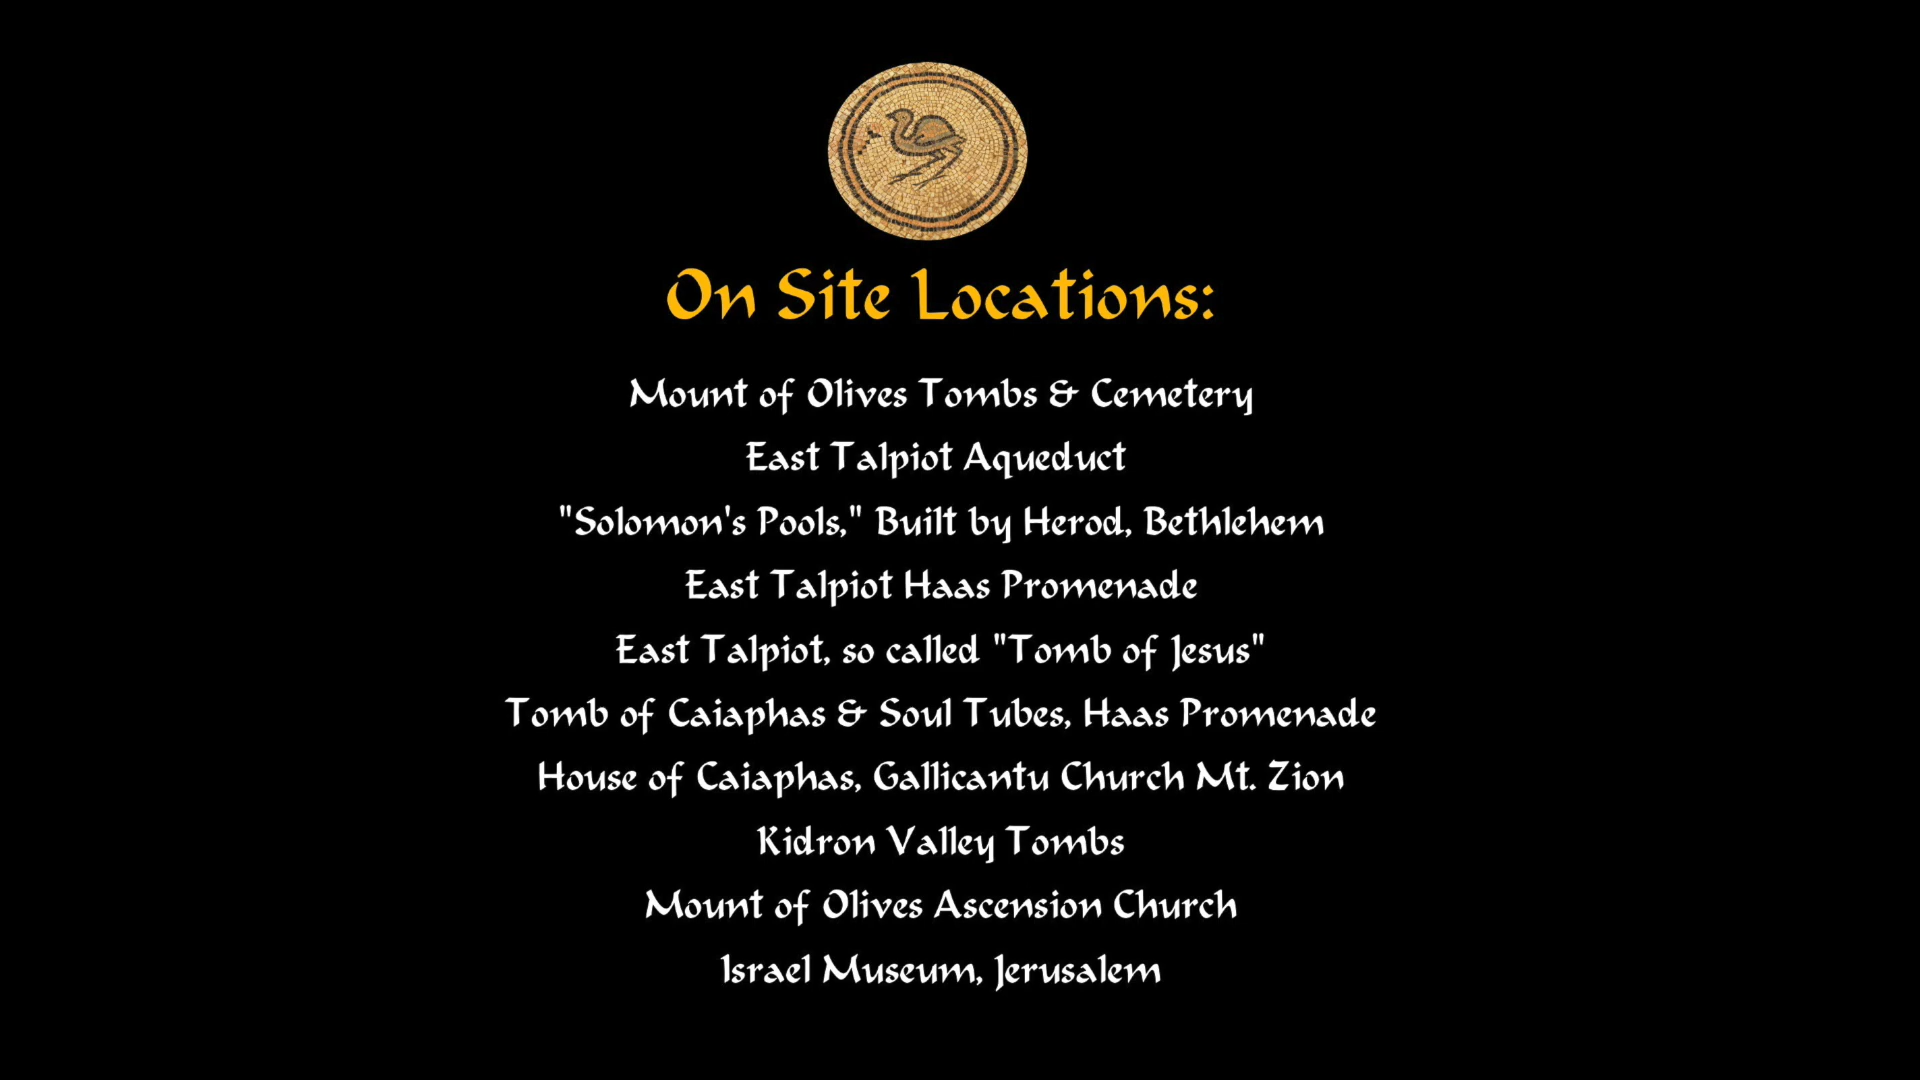 On Site Locations:
Mount of Olives Tombs & Cemetery
East Talpiot Aqueduct
"Solomon's Pools," Built by Herod, Bethlehem
East Talpiot Haas Promenade
East Talpiot, so called "Tomb of Jesus"
Tomb of Caiaphas & Soul Tubes, Haas Promenade
House of Caiaphas, Gallicantu Church Mt. Zion
Kidron Valley Tombs
Mount of Olives Ascension Church
Israel Museum, Jerusalem